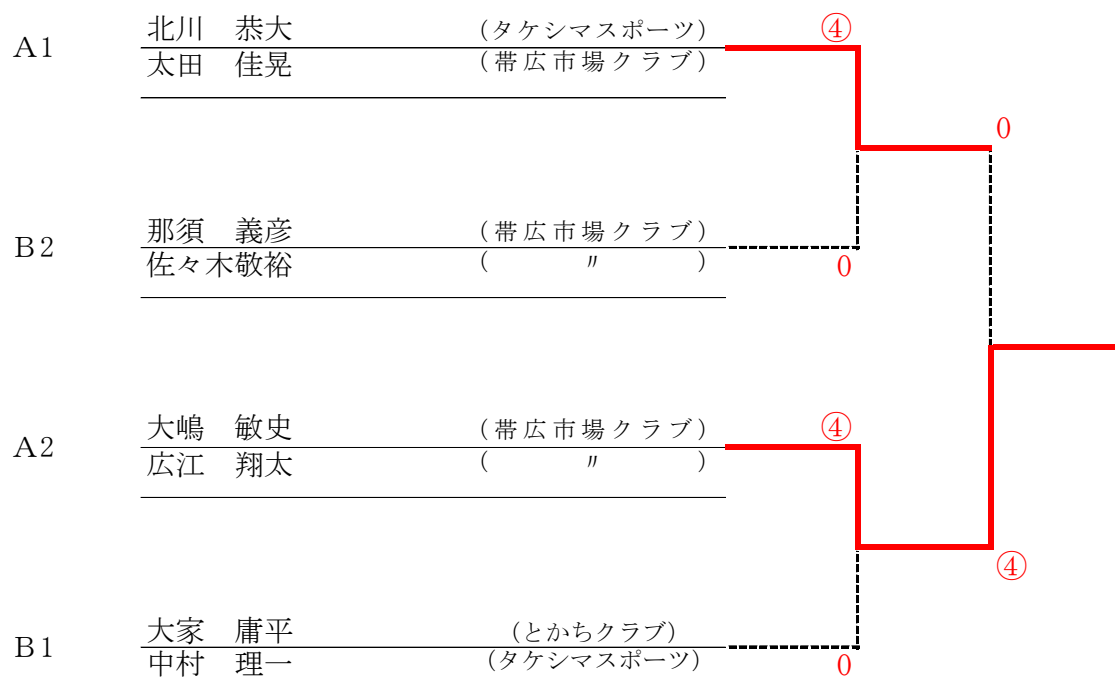 北川　恭大　(タケシマスポーツ)　④
A1
太田　佳晃　(帯広市場クラブ)
0
那須　義彦　(帯広市場クラブ)
B2
佐々木敬裕　(　〃　)　0
大嶋　敏史　(帯広市場クラブ)　④
A2
広江　翔太　(　〃　)
④
大家　庸平　(とかちクラブ)
B1
中村　理一　(タケシマスポーツ)　0